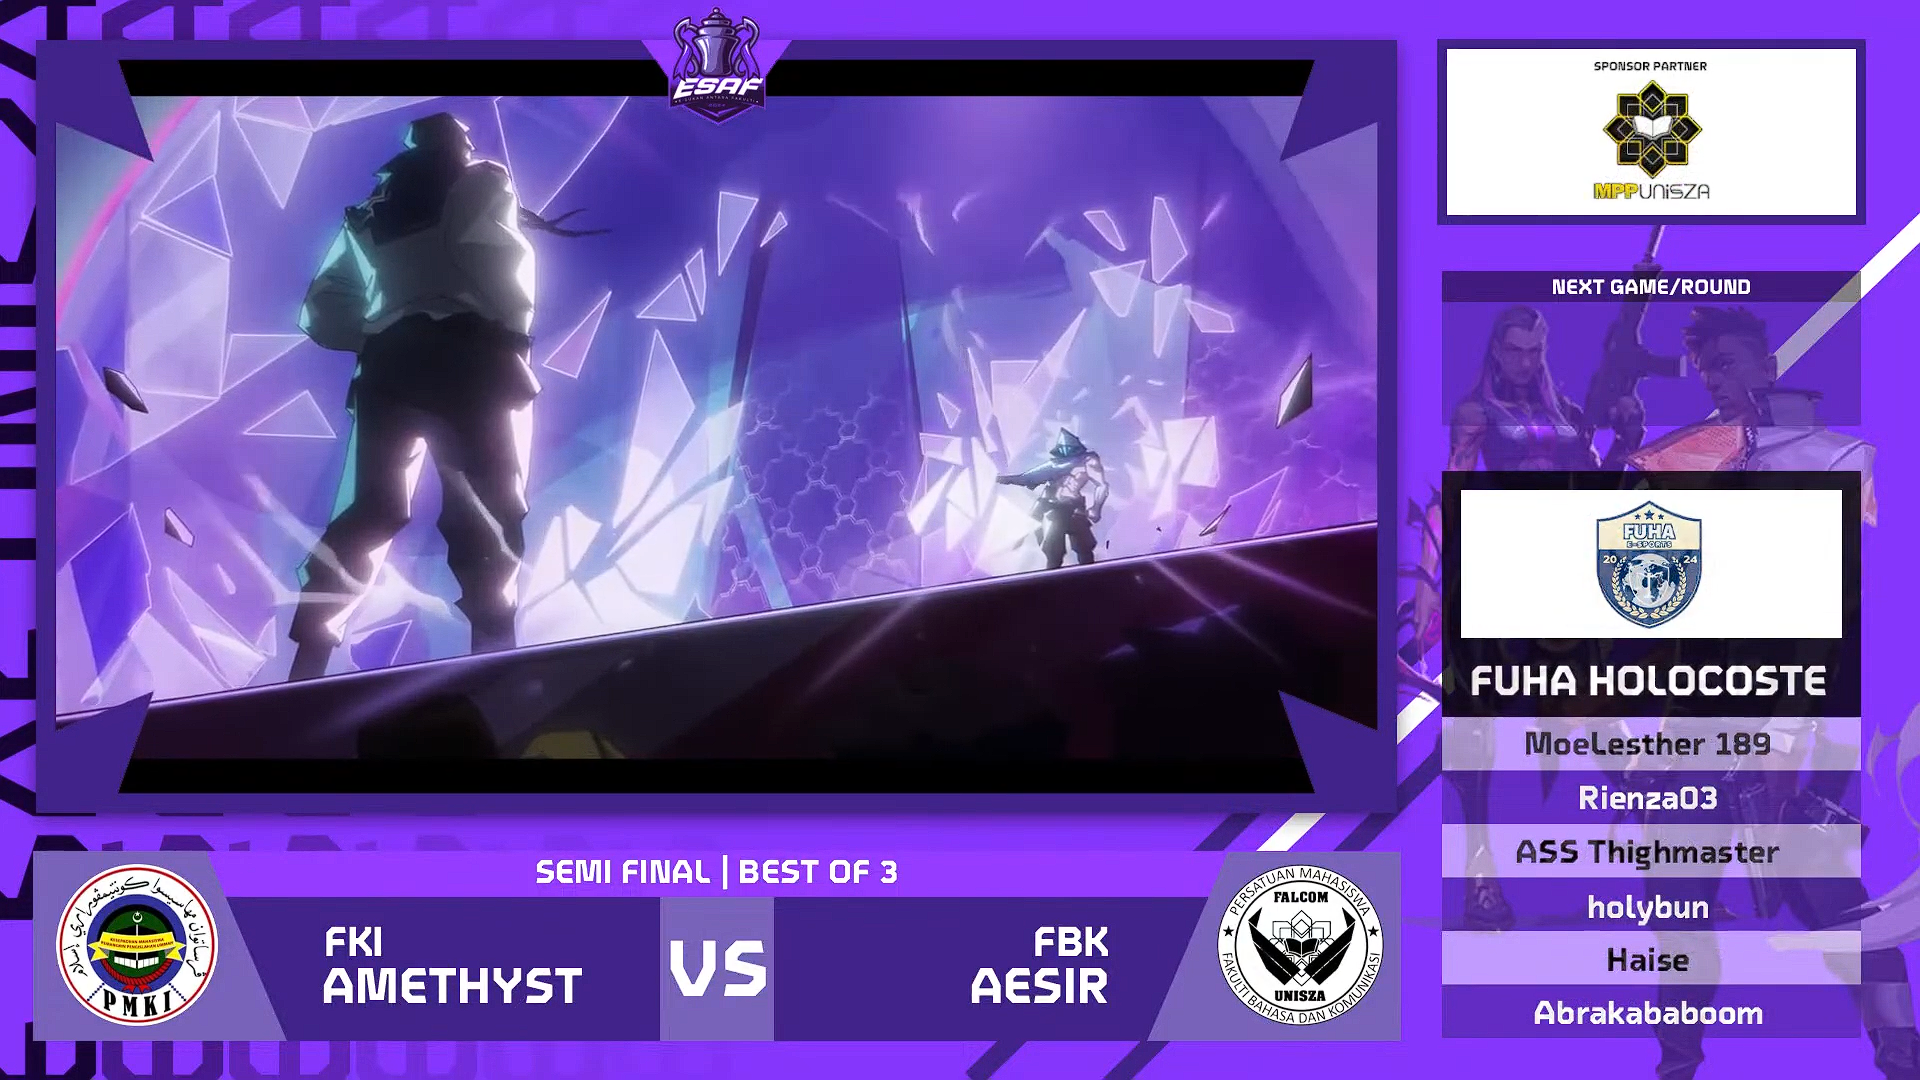 ESAF
SPONSOR PARTNER
MPPUNISZA
NEXT GAME/ROUND
FUHA
E-SPORTS
20 24
FUHA HOLOCOSTE
MoeLesther 189
Rienza03
ASS Thighmaster
holybun
Haise
Abrakababoom
SEMI FINAL | BEST OF 3
FKI
AMETHYST
VS
FBK
AESIR
PMKI
PERSATUAN MAHASISWA
FALCOM
UNISZA
FAKULTI BAHASA DAN KOMUNIKASI